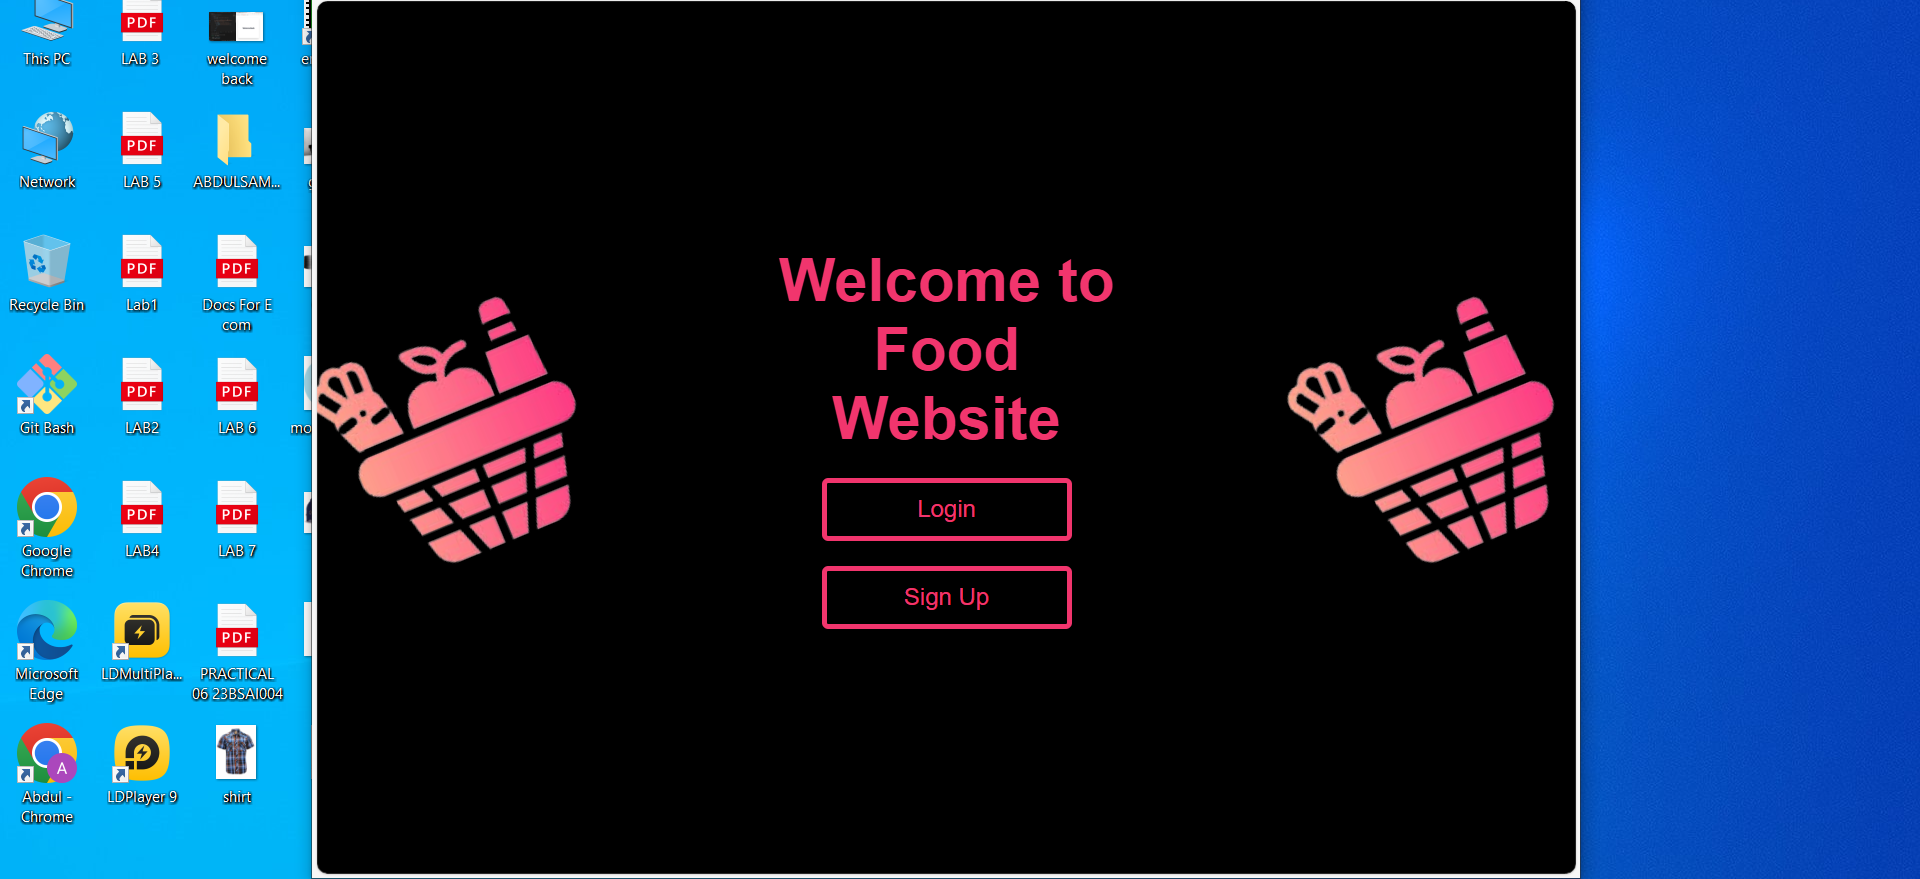 This PC
LAB 3
welcome
back
Network
LAB 5
ABDULSAM...
Recycle Bin
Lab1
Docs For E
com
Git Bash
LAB2
LAB 6
mo
Google
Chrome
LAB4
LAB 7
Microsoft
Edge
LDMultiPla...
PRACTICAL
06 23BSAI004
A
Abdul -
Chrome
LDPlayer 9
shirt
PDF
PDF
PDF
PDF
PDF
PDF
PDF
PDF
PDF
Welcome to
Food
Website
Login
Sign Up